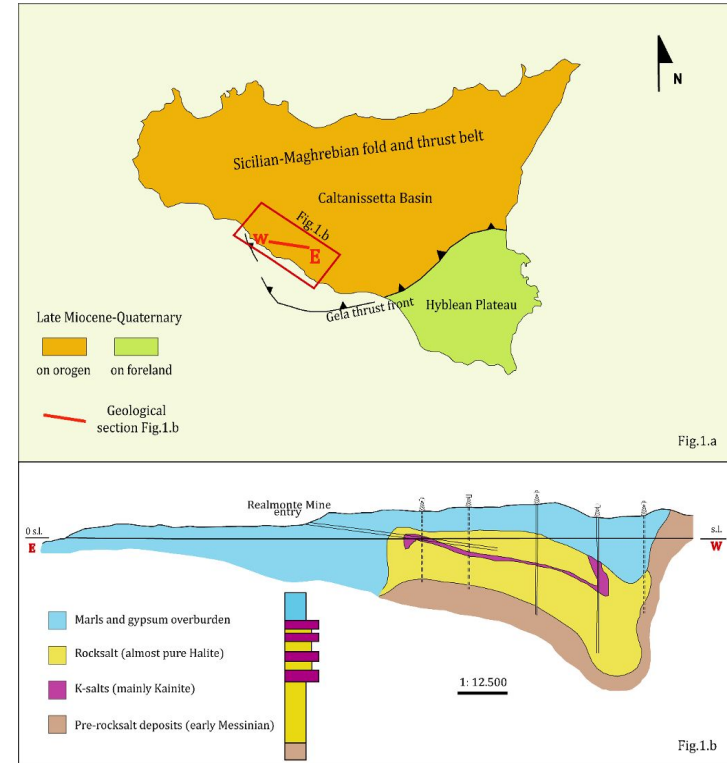 N
Sicilian-Maghrebian fold and thrust belt
Caltanissetta Basin
Fig.1.b
W
E
Gela thrust front
Hyblean Plateau
Late Miocene-Quaternary
on orogen
on foreland
Geological
section Fig.1.b
Fig.1.a
Realmonte Mine
entry
0 s.l.
E
s.l.
W
Marls and gypsum overburden
Rocksalt (almost pure Halite)
K-salts (mainly Kainite)
Pre-rocksalt deposits (early Messinian)
1: 12.500
Fig.1.b